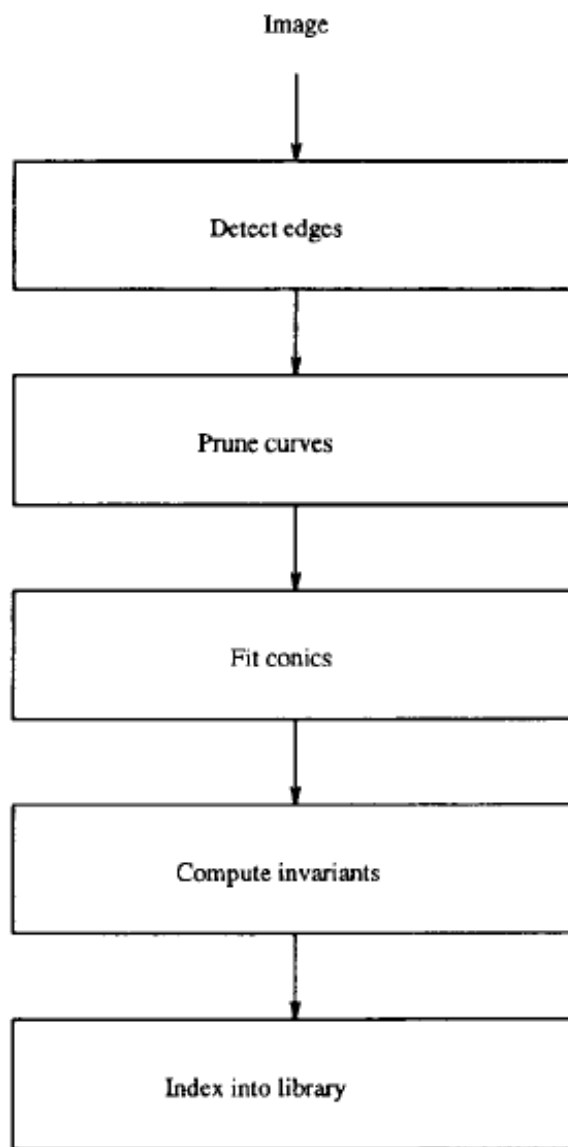 Image
Detect edges
Prune curves
Fit conics
Compute invariants
Index into library